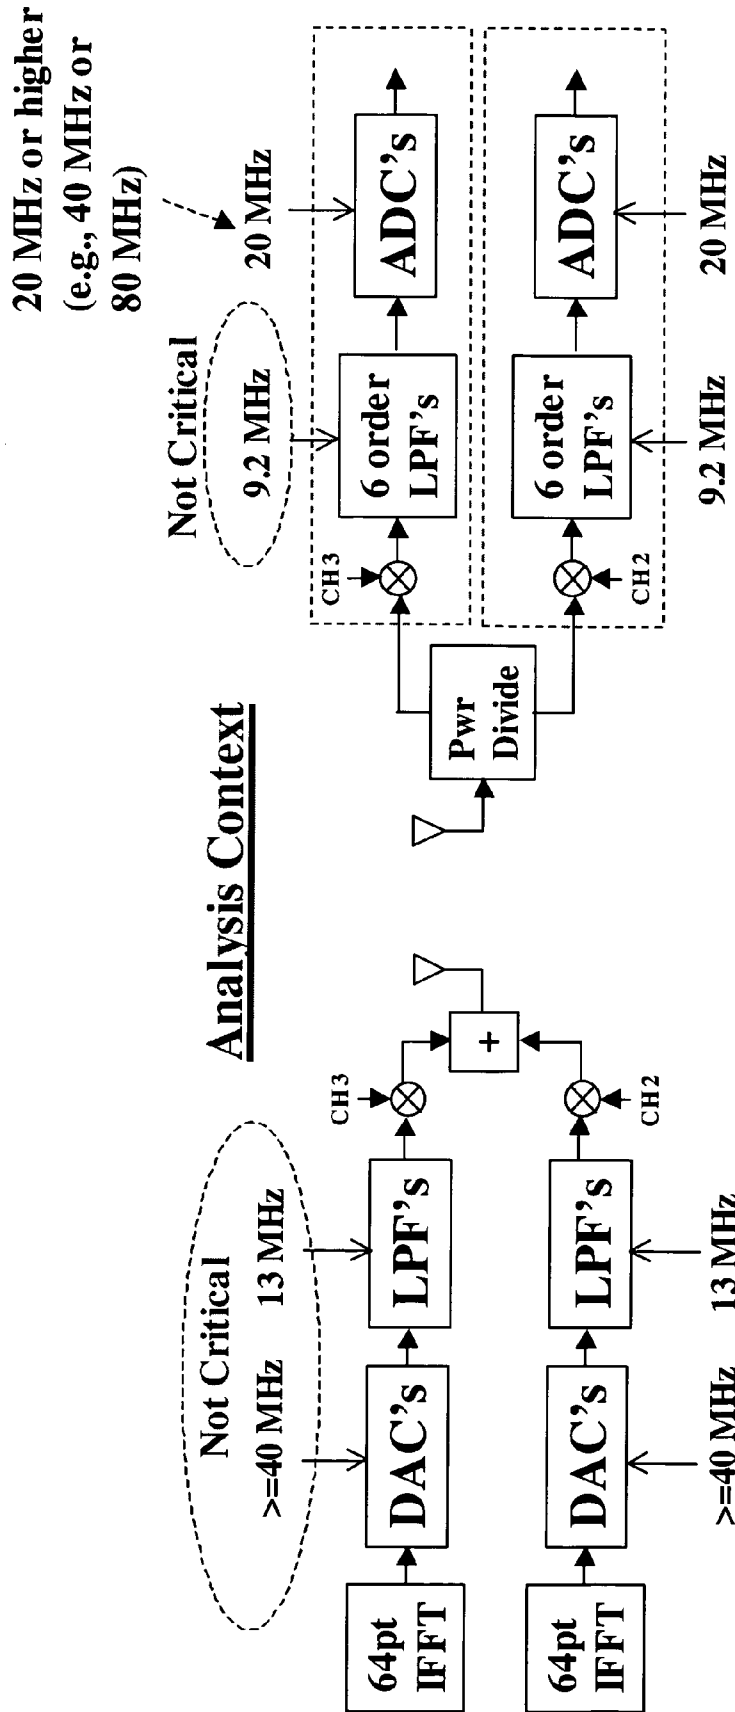 Analysis Context
Not Critical
>=40 MHz
13 MHz
64pt
IFFT
DAC's
LPF's
CH3
+
64pt
IFFT
DAC's
LPF's
CH2
>=40 MHz
13 MHz
20 MHz or higher
(e.g., 40 MHz or
80 MHz)
Not Critical
9.2 MHz
20 MHz
Pwr
Divide
CH3
6 order
LPF's
ADC's
CH2
6 order
LPF's
ADC's
9.2 MHz
20 MHz